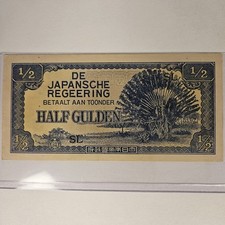 1/2
1/2
DE
JAPANSCHE
REGEERING
BETAALT AAN TOONDER
HALF GULDEN
SL
1/2
1/2